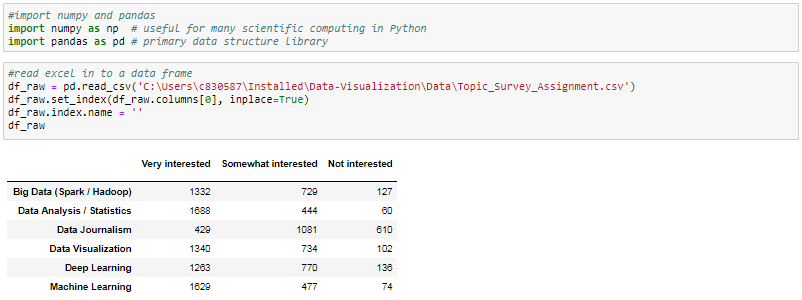 #import numpy and pandas
import numpy as np  # useful for many scientific computing in Python
import pandas as pd # primary data structure library
#read excel in to a data frame
df_raw = pd.read_csv('C:\Users\c830587\Installed\Data-Visualization\Data\Topic_Survey_Assignment.csv')
df_raw.set_index(df_raw.columns[0], inplace=True)
df_raw.index.name = ''
df_raw
Very interested Somewhat interested Not interested
Big Data (Spark / Hadoop) 1332 729 127
Data Analysis / Statistics 1688 444 60
Data Journalism 429 1081 610
Data Visualization 1340 734 102
Deep Learning 1263 770 136
Machine Learning 1629 477 74